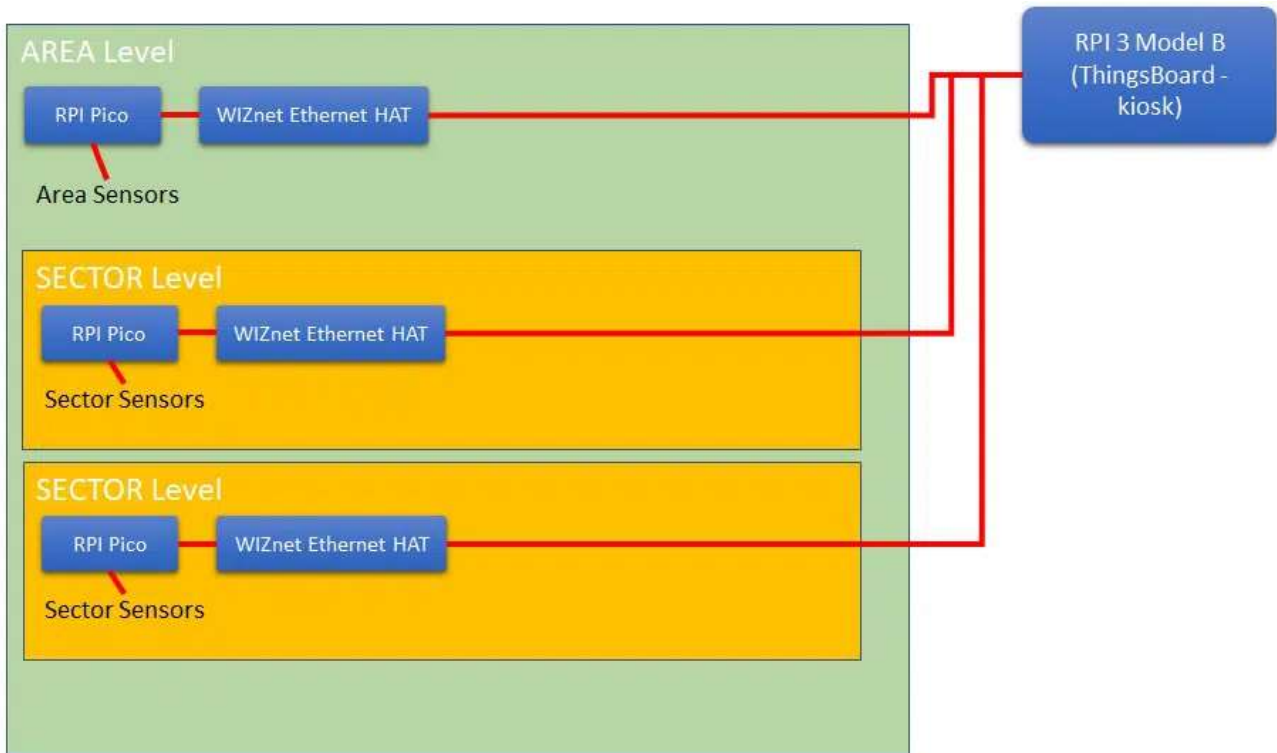 AREA Level
RPI Pico
WIZnet Ethernet HAT
Area Sensors
SECTOR Level
RPI Pico
WIZnet Ethernet HAT
Sector Sensors
SECTOR Level
RPI Pico
WIZnet Ethernet HAT
Sector Sensors
RPI 3 Model B
(ThingsBoard -
kiosk)